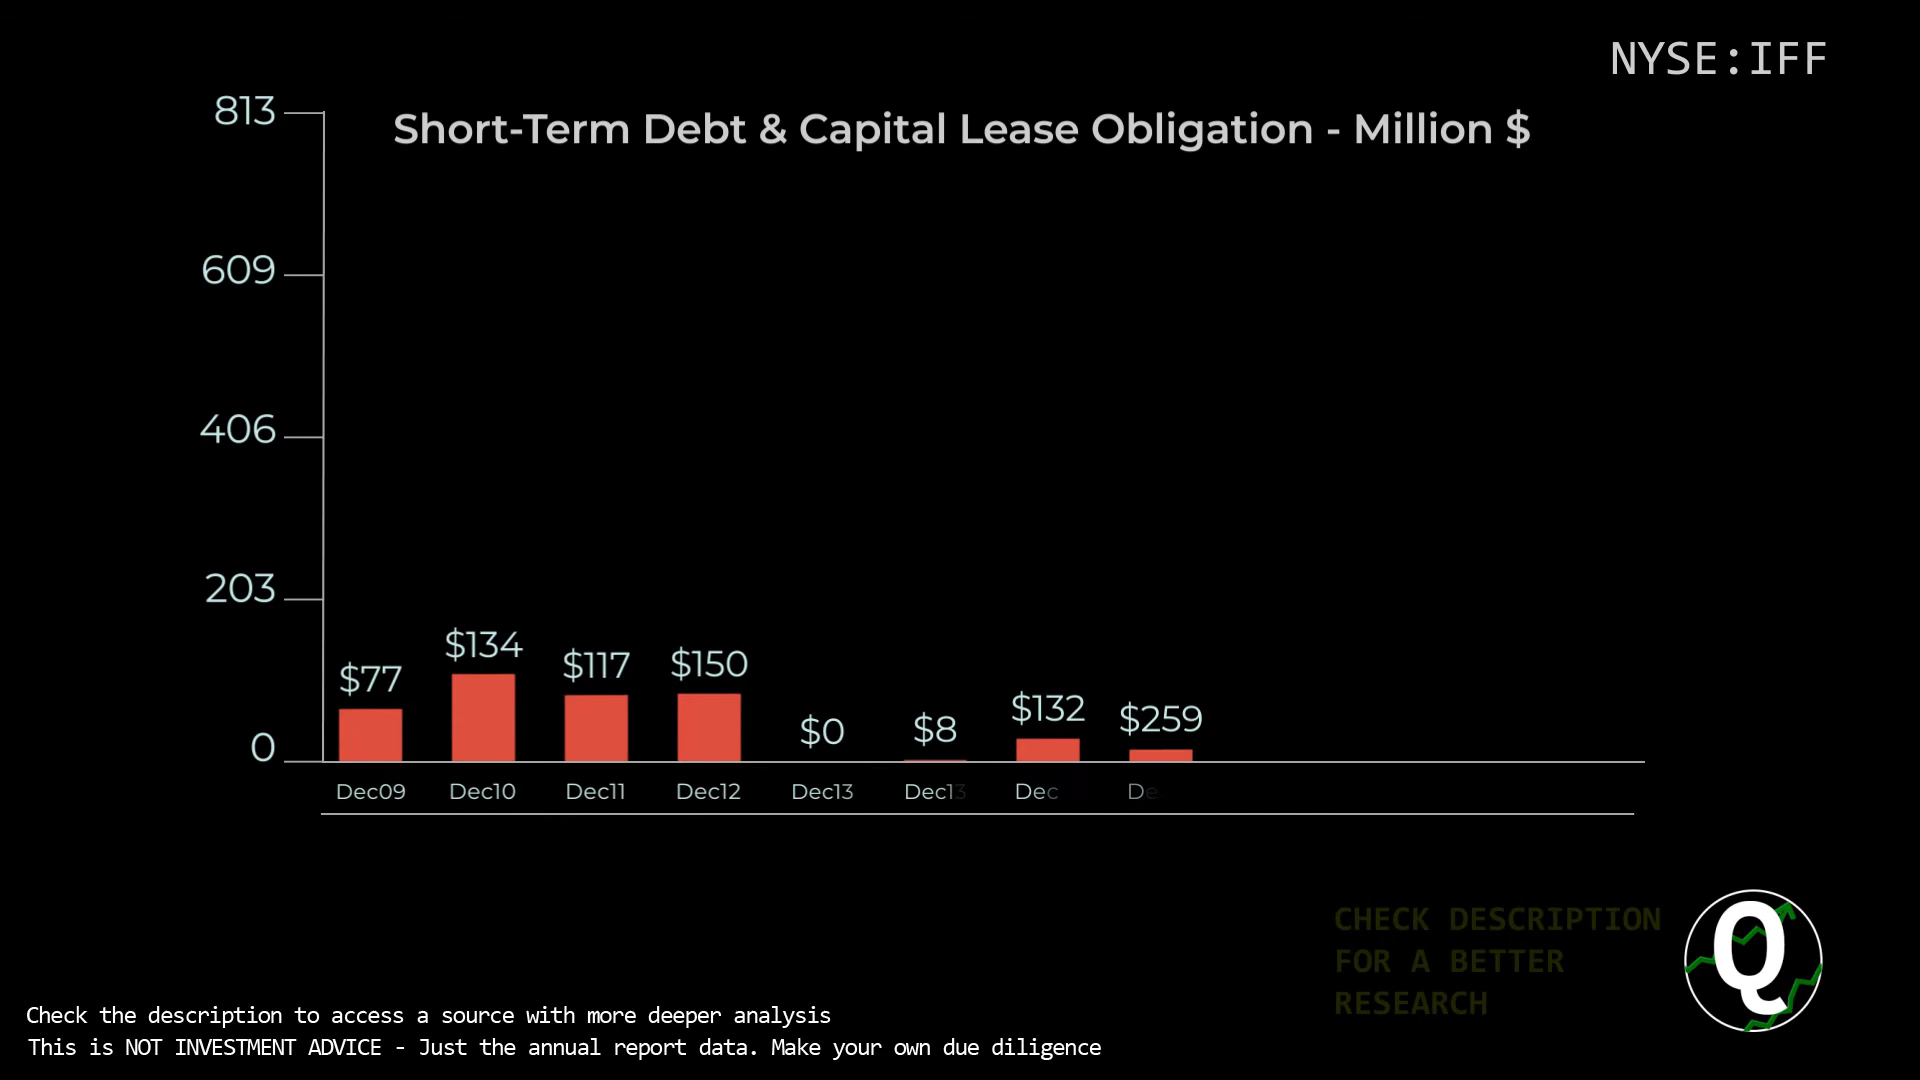 NYSE:IFF
Short-Term Debt & Capital Lease Obligation - Million $
813
609
406
203
0
$77
$134
$117
$150
$0
$8
$132
$259
Dec09
Dec10
Dec11
Dec12
Dec13
Dec13
Dec
De
CHECK DESCRIPTION
FOR A BETTER
RESEARCH
Q
Check the description to access a source with more deeper analysis
This is NOT INVESTMENT ADVICE - Just the annual report data. Make your own due diligence